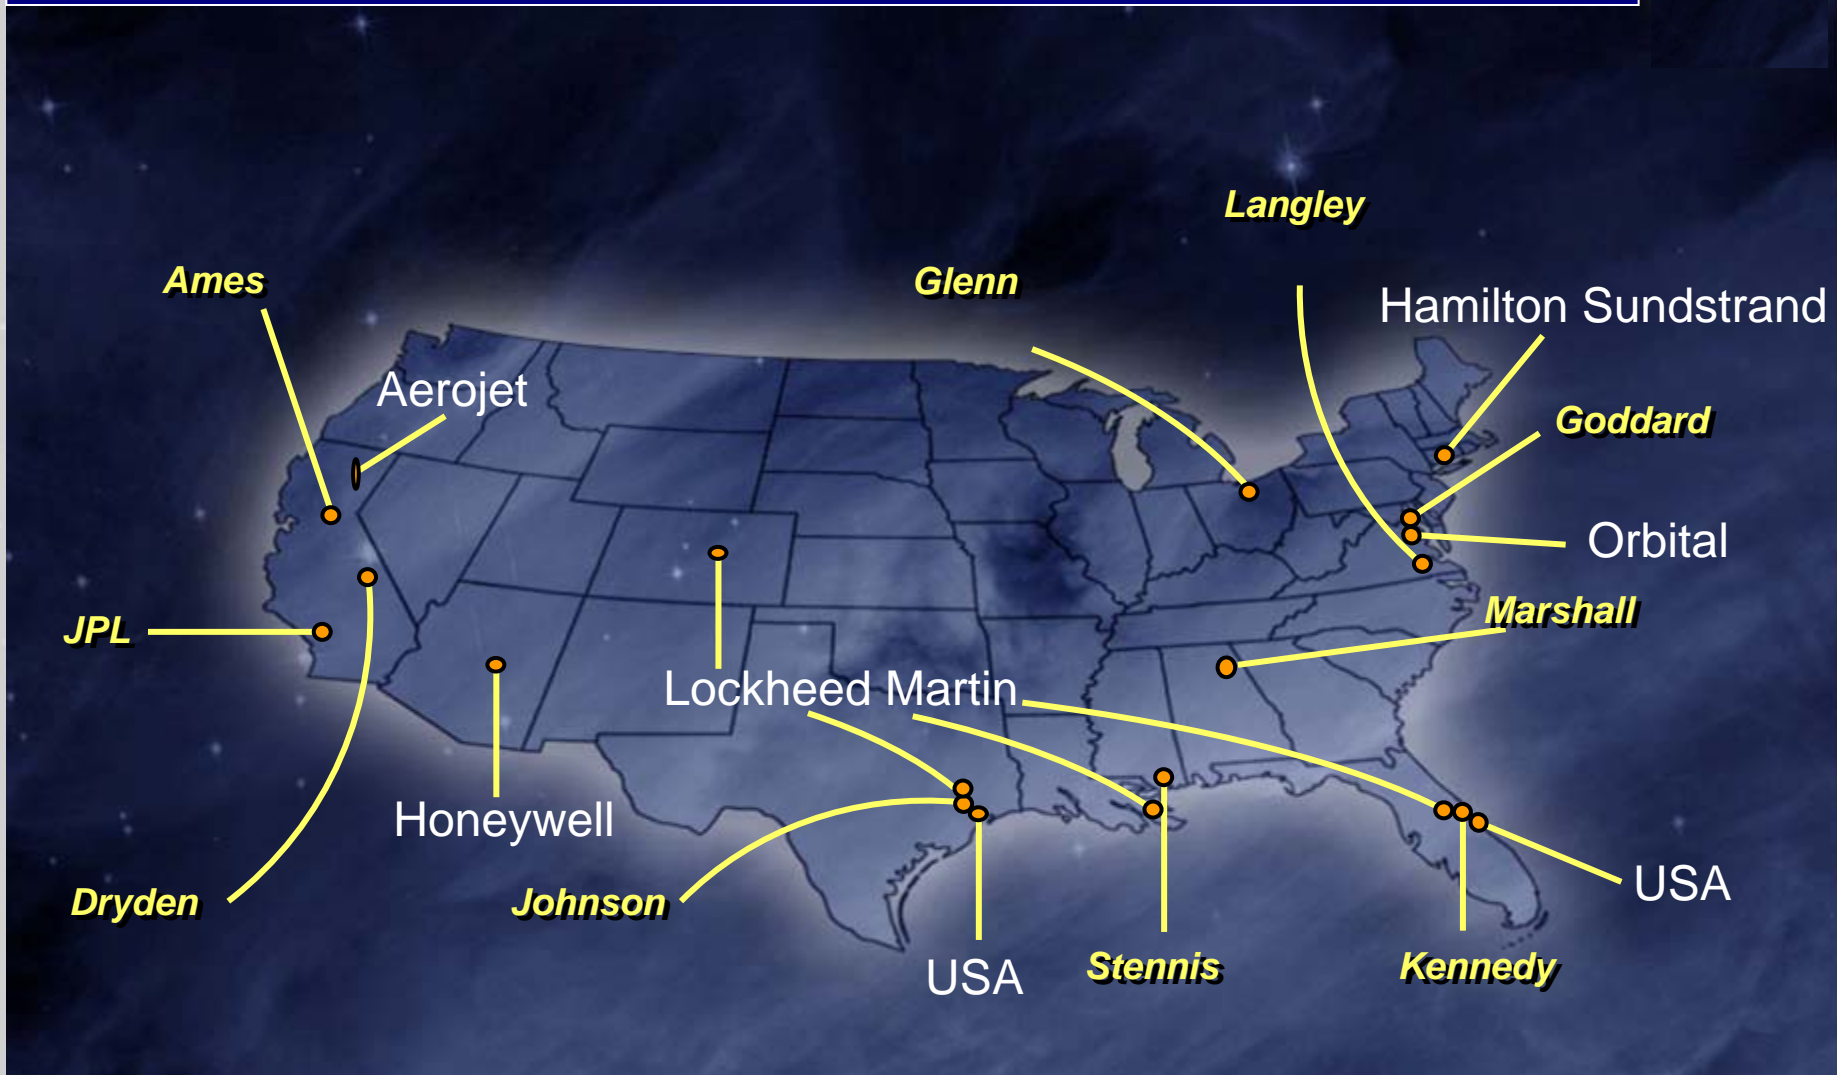 Langley
Ames
Glenn
Hamilton Sundstrand
Aerojet
Goddard
Orbital
Marshall
JPL
Lockheed Martin
Honeywell
USA
Dryden
Johnson
Stennis
Kennedy
USA